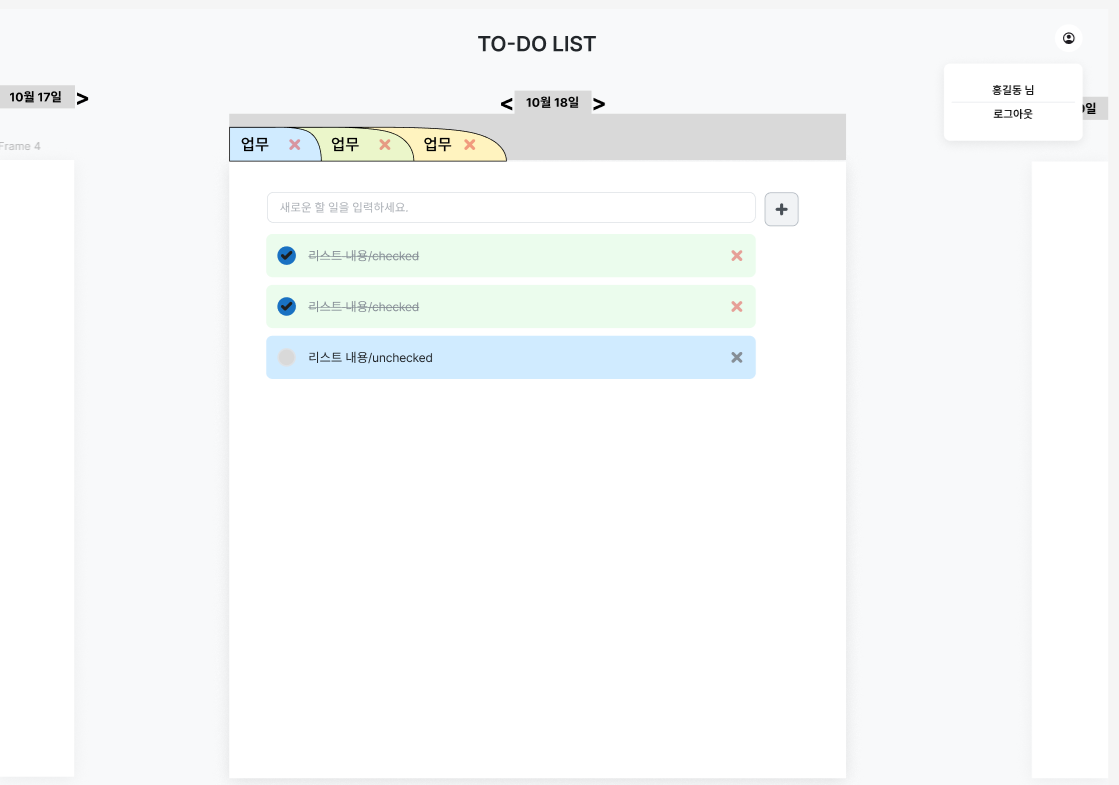 TO-DO LIST
홍길동 님
로그아웃
10월 17일 >
< 10월 18일 >
9일
Frame 4
업무
업무
업무
새로운 할 일을 입력하세요.
리스트 내용/checked
리스트 내용/checked
리스트 내용/unchecked